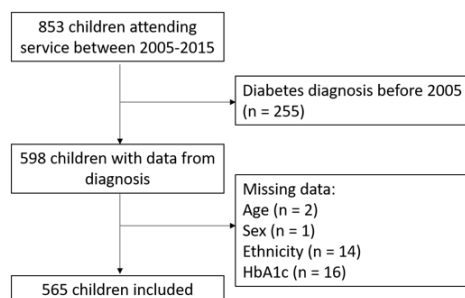 853 children attending
service between 2005-2015
Diabetes diagnosis before 2005
(n = 255)
598 children with data from
diagnosis
Missing data:
Age (n = 2)
Sex (n = 1)
Ethnicity (n = 14)
HbA1c (n = 16)
565 children included